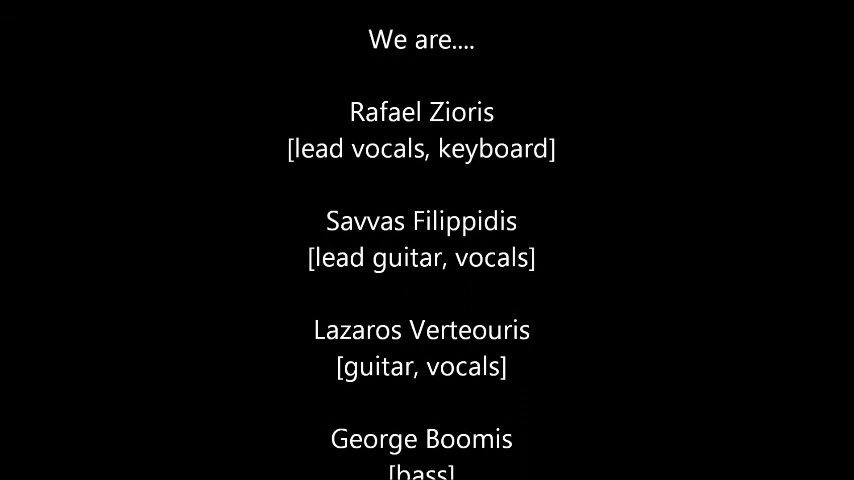 We are....
Rafael Zioris
[lead vocals, keyboard]
Savvas Filippidis
[lead guitar, vocals]
Lazaros Verteouris
[guitar, vocals]
George Boomis
[bass]